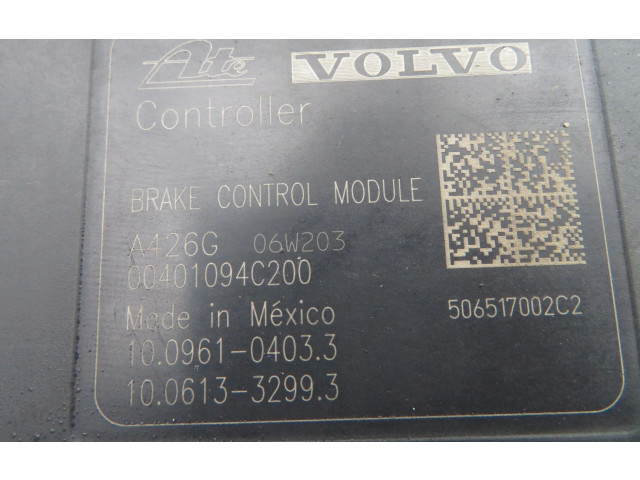 Ate VOLVO
Controller
BRAKE CONTROL MODULE
A426G 06W203
00401094C200
Made in México
506517002C2
10.0961-0403.3
10.0613-3299.3